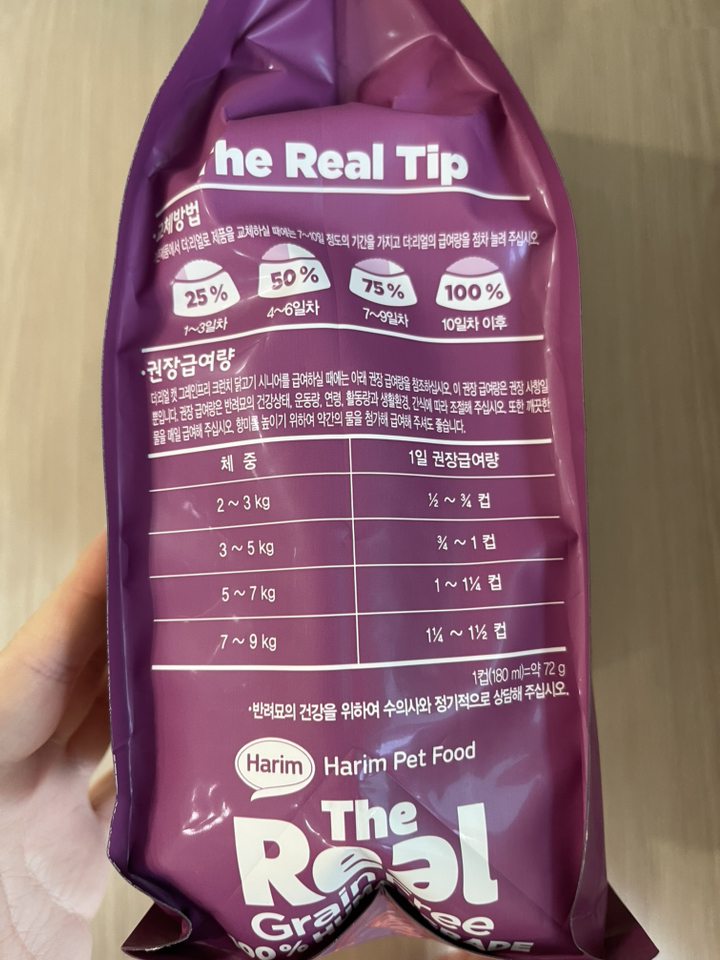 The Real Tip
·교체방법
더리얼로 제품을 교체하실 때에는 7~10일 정도의 기간을 가지고 더리얼의 급여량을 점차 늘려 주십시오.
25% 50% 75% 100%
1~3일차 4~6일차 7~9일차 10일차 이후
·권장급여량
더리얼 캣 그레인프리 크런치 닭고기 시니어를 급여하실 때에는 아래 권장 급여량을 참조하십시오. 이 권장 급여량은 권장 사항일
뿐입니다. 권장 급여량은 반려묘의 건강상태, 운동량, 연령, 활동량과 생활환경, 간식에 따라 조절해 주십시오. 또한 깨끗한
물을 매일 급여해 주십시오. 향미를 높이기 위하여 약간의 물을 첨가해 급여해 주셔도 좋습니다.
체 중 1일 권장급여량
2 ~ 3 kg ½ ~ ¾ 컵
3 ~ 5 kg ¾ ~ 1 컵
5 ~ 7 kg 1 ~ 1¼ 컵
7 ~ 9 kg 1¼ ~ 1½ 컵
1컵(180 ml)=약 72 g
*반려묘의 건강을 위하여 수의사와 정기적으로 상담해 주십시오.
Harim Harim Pet Food
The
Real
Grain Free